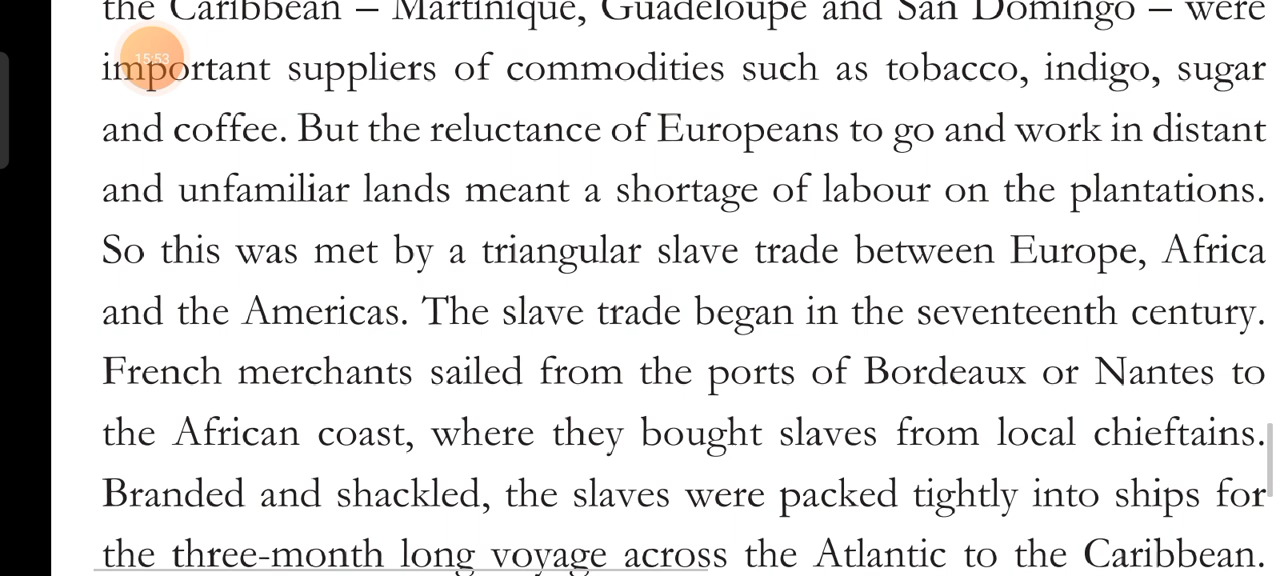 the Caribbean – Martinique, Guadeloupe and San Domingo – were
15:53
important suppliers of commodities such as tobacco, indigo, sugar
and coffee. But the reluctance of Europeans to go and work in distant
and unfamiliar lands meant a shortage of labour on the plantations.
So this was met by a triangular slave trade between Europe, Africa
and the Americas. The slave trade began in the seventeenth century.
French merchants sailed from the ports of Bordeaux or Nantes to
the African coast, where they bought slaves from local chieftains.
Branded and shackled, the slaves were packed tightly into ships for
the three-month long voyage across the Atlantic to the Caribbean.